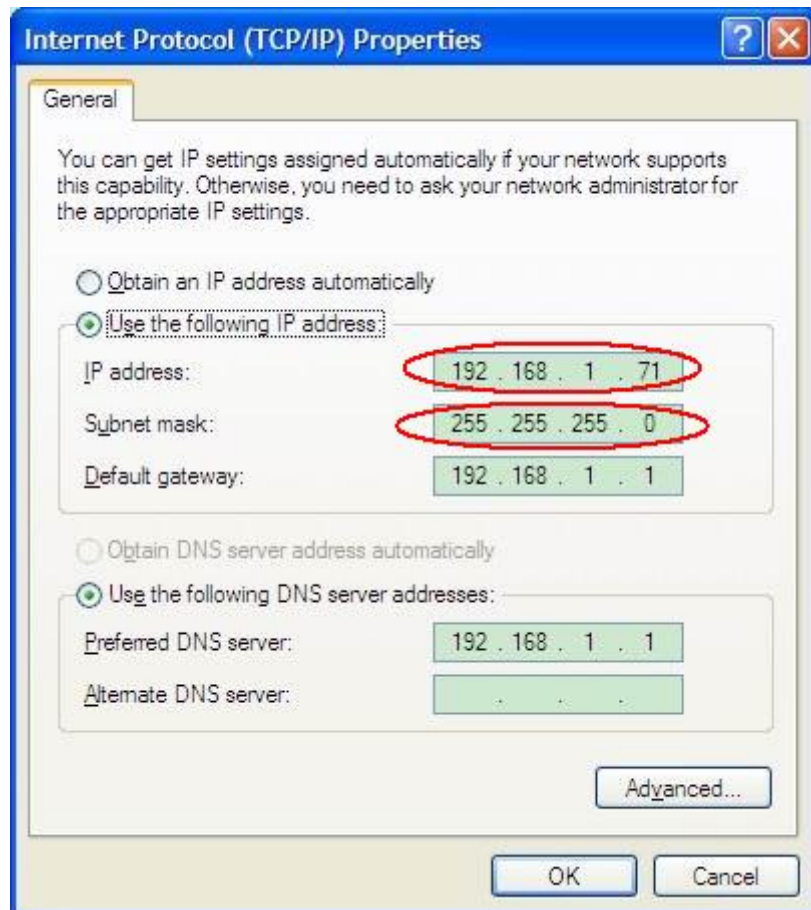 Internet Protocol (TCP/IP) Properties
General
You can get IP settings assigned automatically if your network supports
this capability. Otherwise, you need to ask your network administrator for
the appropriate IP settings.
Obtain an IP address automatically
Use the following IP address:
IP address: 192 . 168 . 1 . 71
Subnet mask: 255 . 255 . 255 . 0
Default gateway: 192 . 168 . 1 . 1
Obtain DNS server address automatically
Use the following DNS server addresses:
Preferred DNS server: 192 . 168 . 1 . 1
Alternate DNS server: . . .
Advanced...
OK Cancel